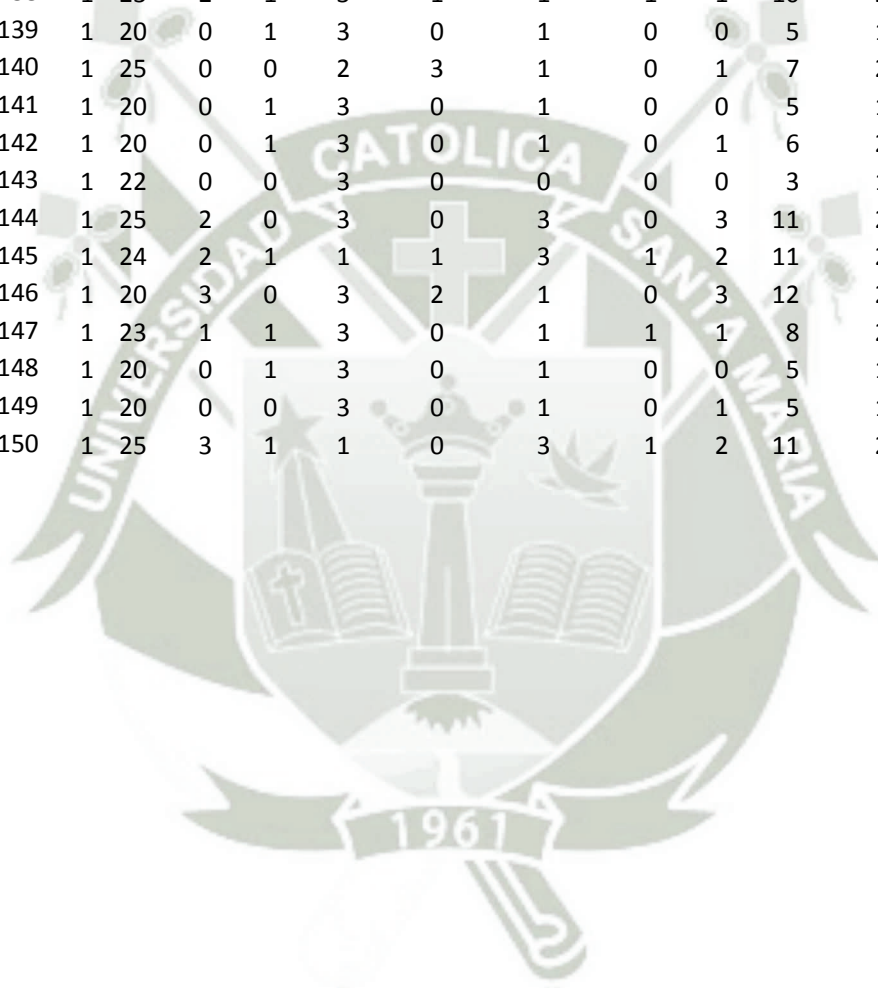 139 1 20 0 1 3 0 1 0 0 5
140 1 25 0 0 2 3 1 0 1 7
141 1 20 0 1 3 0 1 0 0 5
142 1 20 0 1 3 0 1 0 1 6
143 1 22 0 0 3 0 0 0 0 3
144 1 25 2 0 3 0 3 0 3 11
145 1 24 2 1 1 1 3 1 2 11
146 1 20 3 0 3 2 1 0 3 12
147 1 23 1 1 3 0 1 1 1 8
148 1 20 0 1 3 0 1 0 0 5
149 1 20 0 0 3 0 1 0 1 5
150 1 25 3 1 1 0 3 1 2 11
UNIVERSIDAD CATOLICA SANTA MARIA
1961